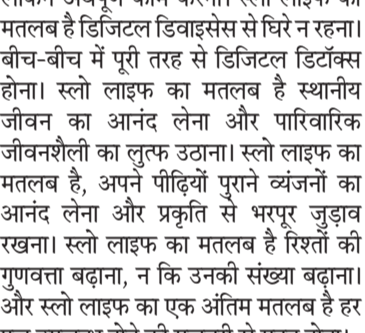 मतलब है डिजिटल डिवाइसेस से घिरे न रहना।
बीच-बीच में पूरी तरह से डिजिटल डिटॉक्स
होना। स्लो लाइफ का मतलब है स्थानीय
जीवन का आनंद लेना और पारिवारिक
जीवनशैली का लुत्फ उठाना। स्लो लाइफ का
मतलब है, अपने पीढ़ियों पुराने व्यंजनों का
आनंद लेना और प्रकृति से भरपूर जुड़ाव
रखना। स्लो लाइफ का मतलब है रिश्तों की
गुणवत्ता बढ़ाना, न कि उनकी संख्या बढ़ाना।
और स्लो लाइफ का एक अंतिम मतलब है हर